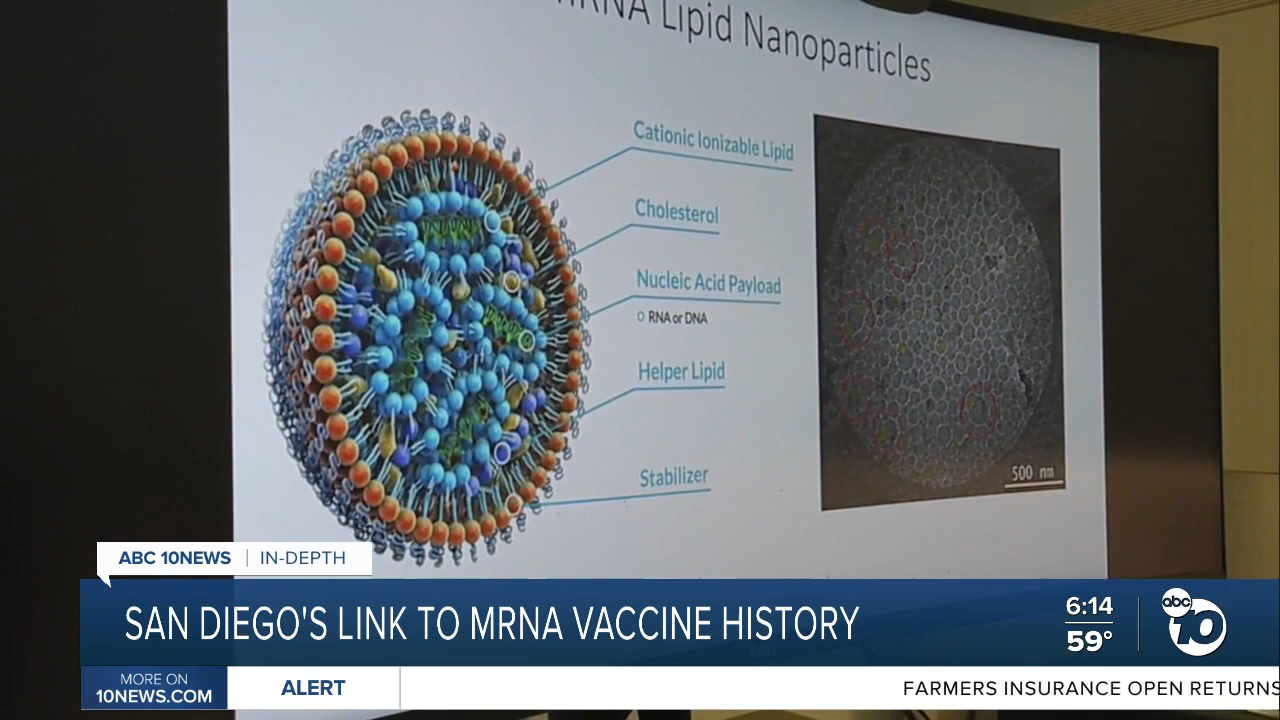 mRNA Lipid Nanoparticles
Cationic Ionizable Lipid
Cholesterol
Nucleic Acid Payload
RNA or DNA
Helper Lipid
Stabilizer
500 nm
ABC 10NEWS | IN-DEPTH
SAN DIEGO'S LINK TO MRNA VACCINE HISTORY
6:14
59°
abc
10
MORE ON
10NEWS.COM
ALERT
FARMERS INSURANCE OPEN RETURNS